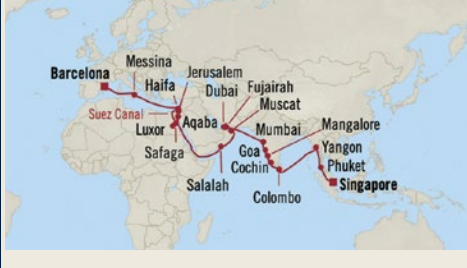 Barcelona
Messina
Haifa
Jerusalem
Suez Canal
Luxor
Safaga
Aqaba
Dubai
Fujairah
Muscat
Salalah
Mumbai
Goa
Cochin
Mangalore
Colombo
Yangon
Phuket
Singapore